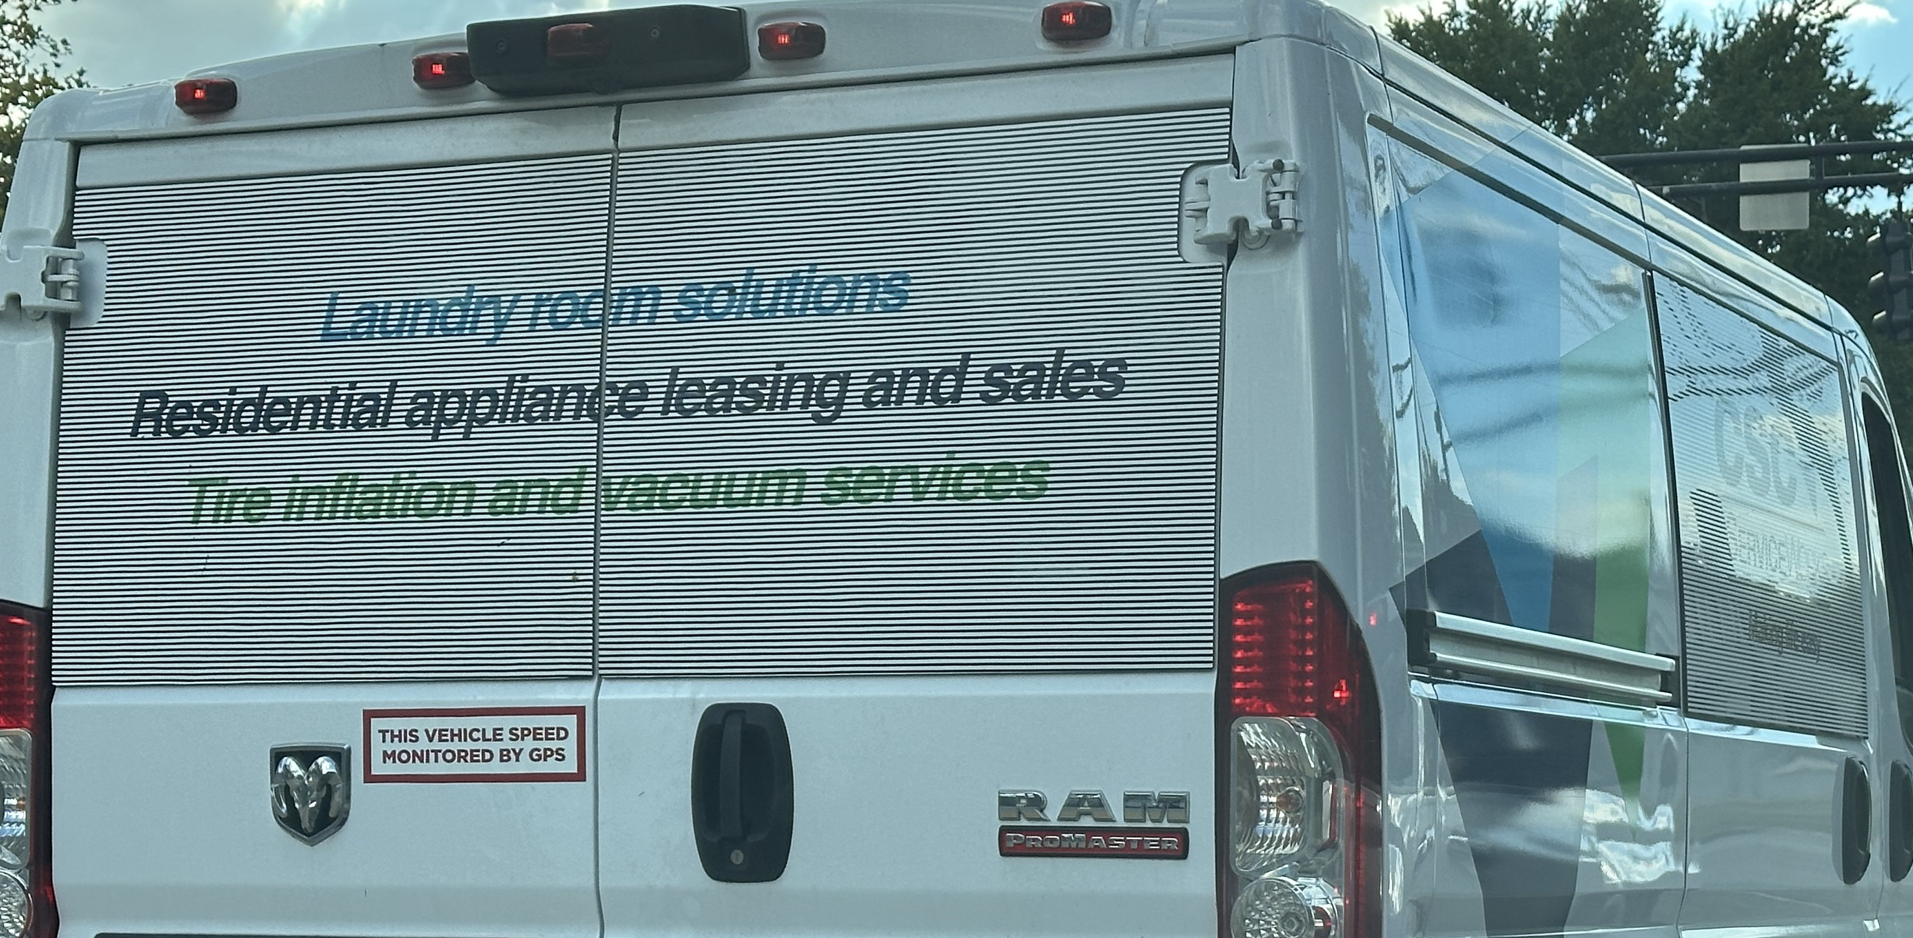 Laundry room solutions
Residential appliance leasing and sales
Tire inflation and vacuum services
THIS VEHICLE SPEED
MONITORED BY GPS
RAM
PROMASTER
CSC
SERVICEWORKS